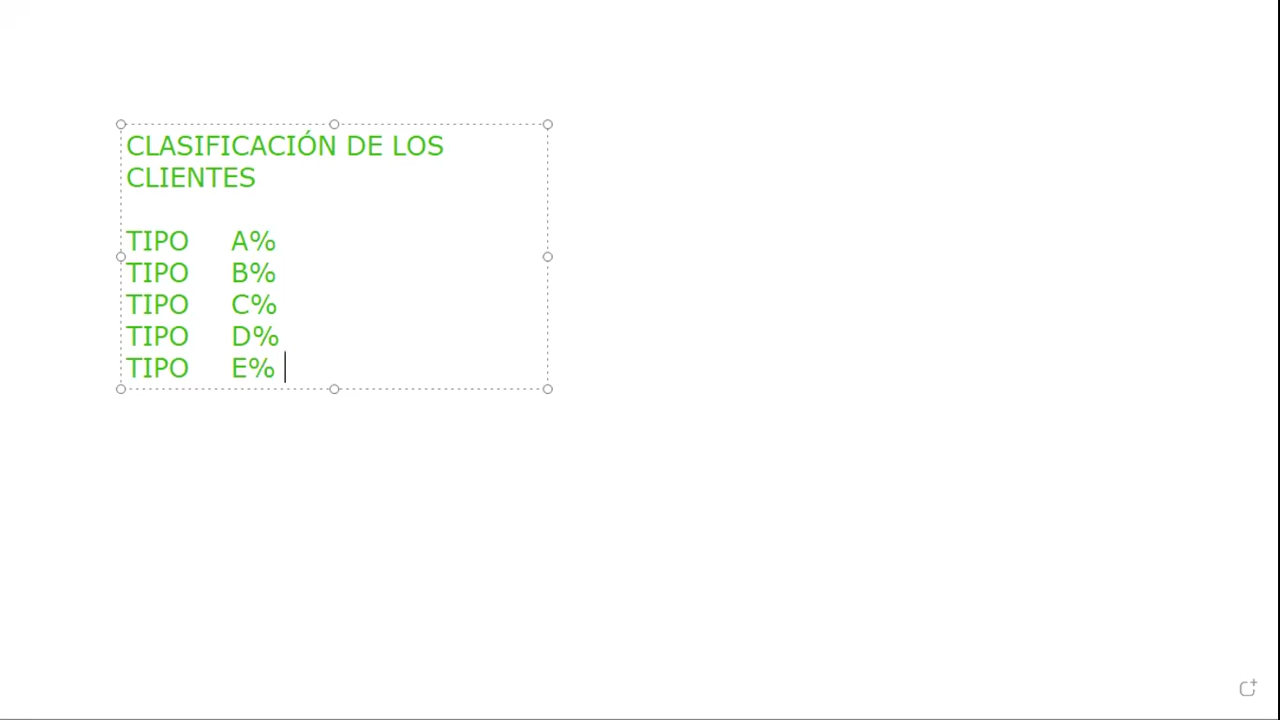 CLASIFICACIÓN DE LOS
CLIENTES
TIPO A%
TIPO B%
TIPO C%
TIPO D%
TIPO E%